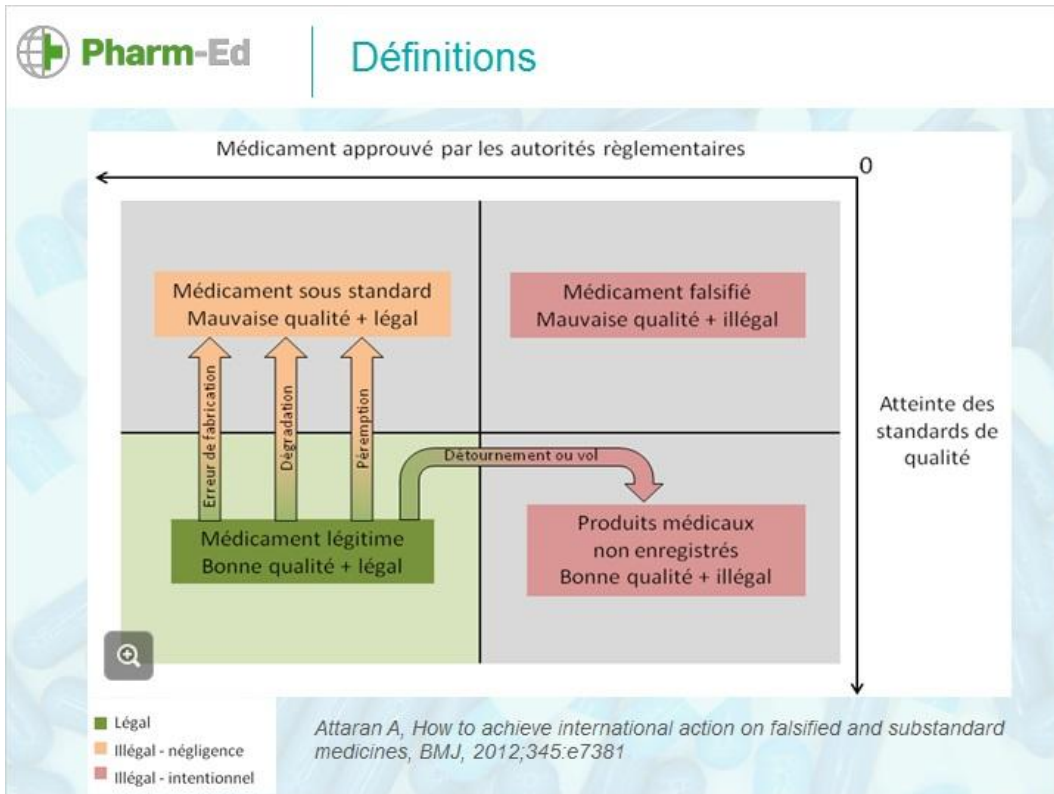 Pharm-Ed
Définitions
Médicament approuvé par les autorités règlementaires
0
Médicament sous standard
Mauvaise qualité + légal
Médicament falsifié
Mauvaise qualité + illégal
Erreur de fabrication
Dégradation
Péremption
Détournement ou vol
Atteinte des
standards de
qualité
Médicament légitime
Bonne qualité + légal
Produits médicaux
non enregistrés
Bonne qualité + illégal
Légal
Illégal - négligence
Illégal - intentionnel
Attaran A, How to achieve international action on falsified and substandard
medicines, BMJ, 2012;345:e7381